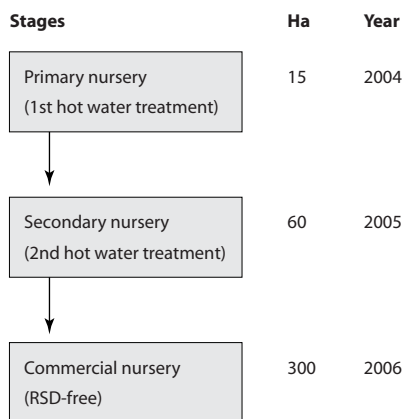 Stages Ha Year
Primary nursery 15 2004
(1st hot water treatment)
Secondary nursery 60 2005
(2nd hot water treatment)
Commercial nursery 300 2006
(RSD-free)